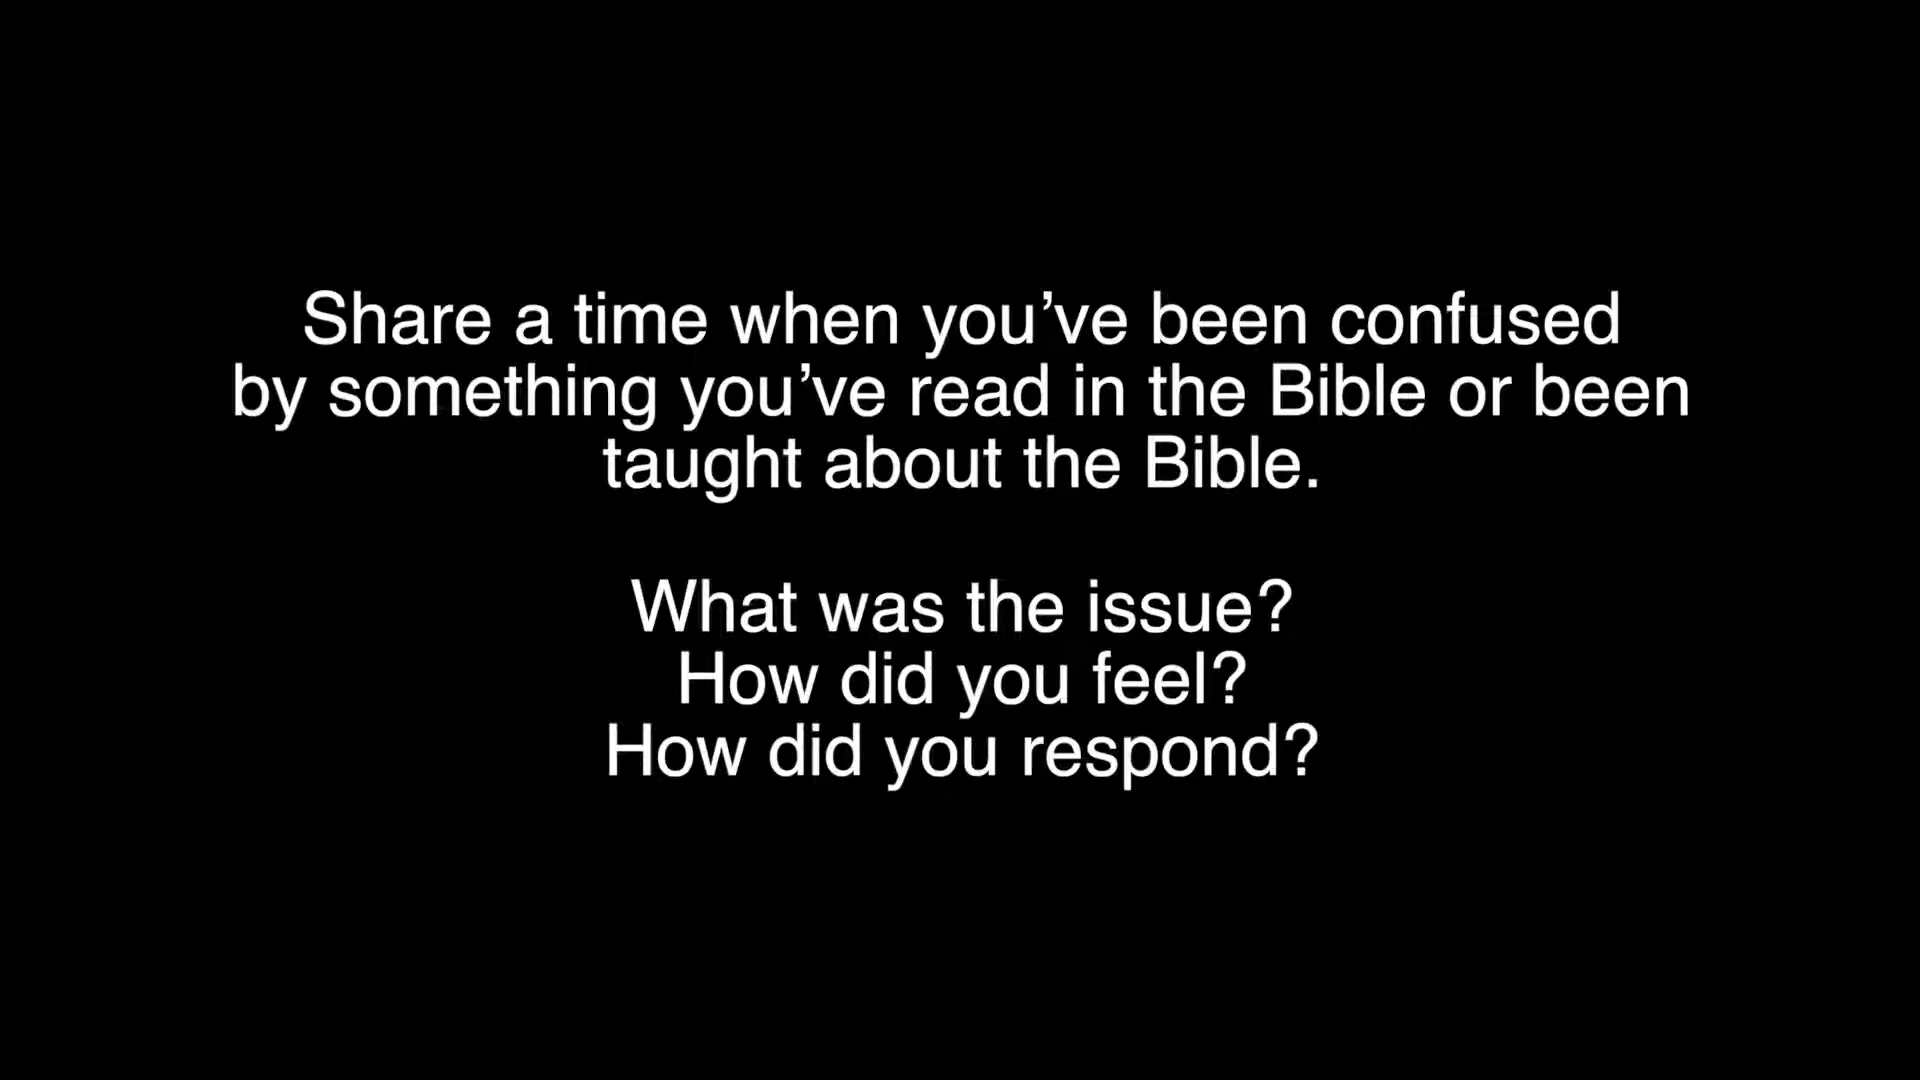 Share a time when you’ve been confused
by something you’ve read in the Bible or been
taught about the Bible.
What was the issue?
How did you feel?
How did you respond?